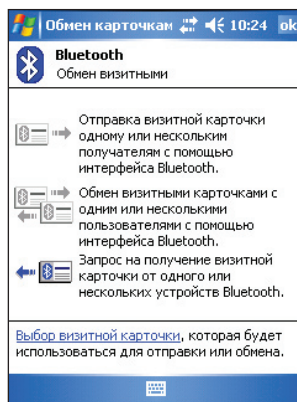 Обмен карточкам 10:24 ok
Bluetooth
Обмен визитными
Отправка визитной карточки
одному или нескольким
получателям с помощью
интерфейса Bluetooth.
Обмен визитными карточками с
одним или несколькими
пользователями с помощью
интерфейса Bluetooth.
Запрос на получение визитной
карточки от одного или
нескольких устройств Bluetooth.
Выбор визитной карточки, которая будет
использоваться для отправки или обмена.